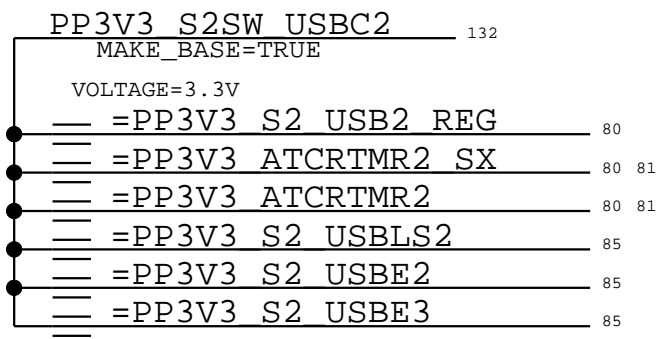 PP3V3_S2SW_USBC2 132
MAKE_BASE=TRUE
VOLTAGE=3.3V
=PP3V3_S2_USB2_REG 80
=PP3V3_ATCRTMR2_SX 80 81
=PP3V3_ATCRTMR2 80 81
=PP3V3_S2_USBLS2 85
=PP3V3_S2_USBE2 85
=PP3V3_S2_USBE3 85